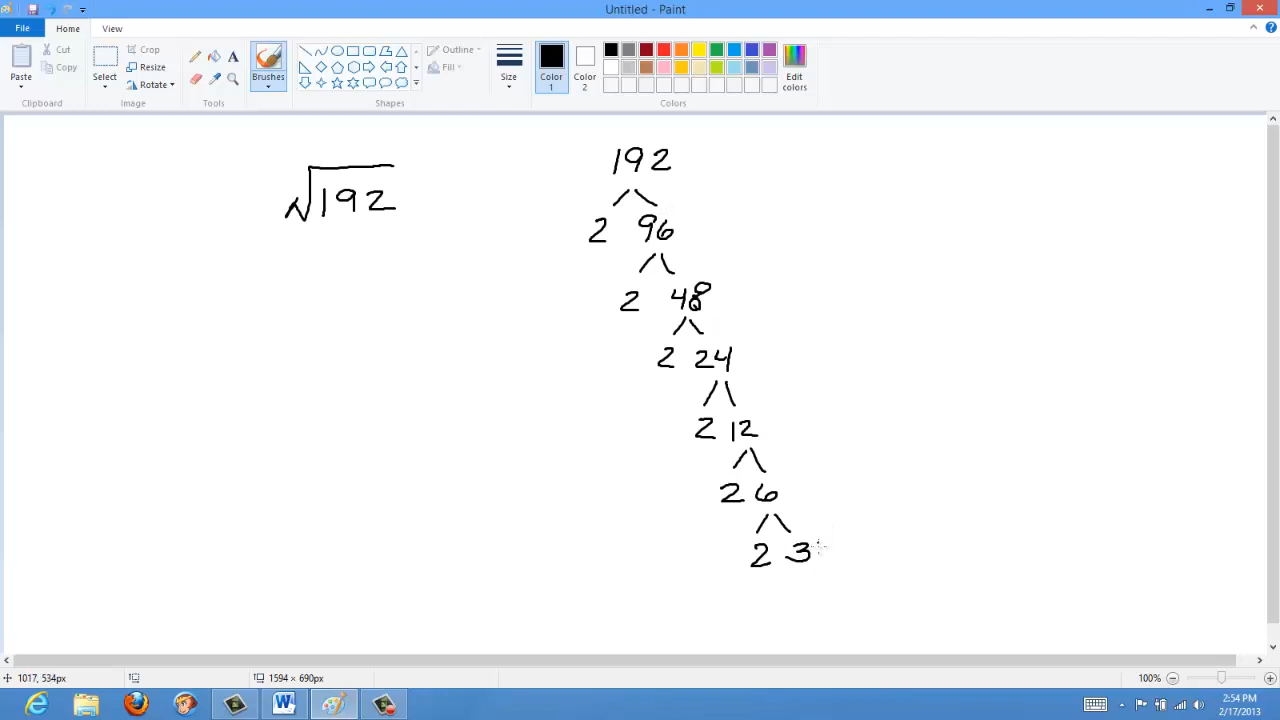 Untitled - Paint
File Home View
Paste Cut Copy Clipboard
Select Crop Resize Rotate Image
Tools
Brushes
Shapes Outline Fill
Size
Color 1 Color 2 Edit colors Colors
√192
192
2 96
2 48
2 24
2 12
2 6
2 3
1017, 534px 1594 × 690px 100%
2:54 PM
2/17/2013